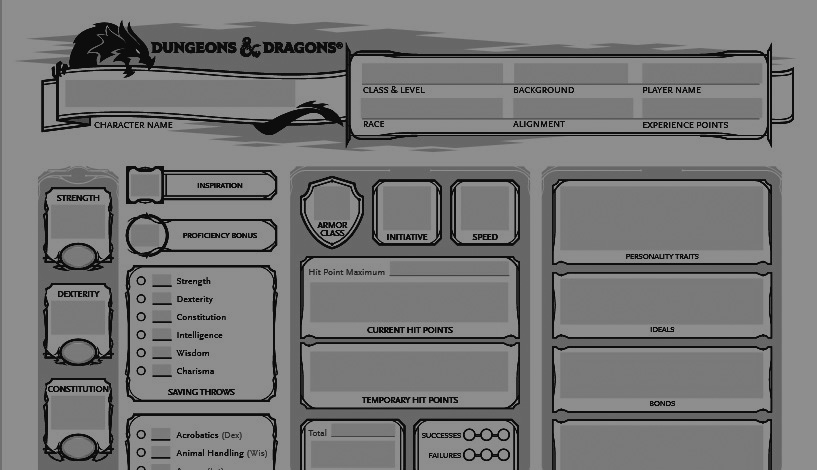 DUNGEONS & DRAGONS®
CHARACTER NAME
CLASS & LEVEL
BACKGROUND
PLAYER NAME
RACE
ALIGNMENT
EXPERIENCE POINTS
STRENGTH
DEXTERITY
CONSTITUTION
INSPIRATION
PROFICIENCY BONUS
Strength
Dexterity
Constitution
Intelligence
Wisdom
Charisma
SAVING THROWS
Acrobatics (Dex)
Animal Handling (Wis)
ARMOR
CLASS
INITIATIVE
SPEED
Hit Point Maximum
CURRENT HIT POINTS
TEMPORARY HIT POINTS
Total
SUCCESSES
FAILURES
PERSONALITY TRAITS
IDEALS
BONDS